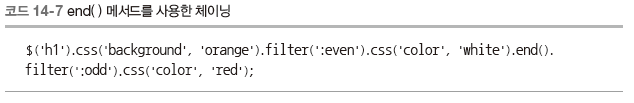 코드 14-7 end( ) 메서드를 사용한 체이닝
$('h1').css('background', 'orange').filter(':even').css('color', 'white').end().
filter(':odd').css('color', 'red');